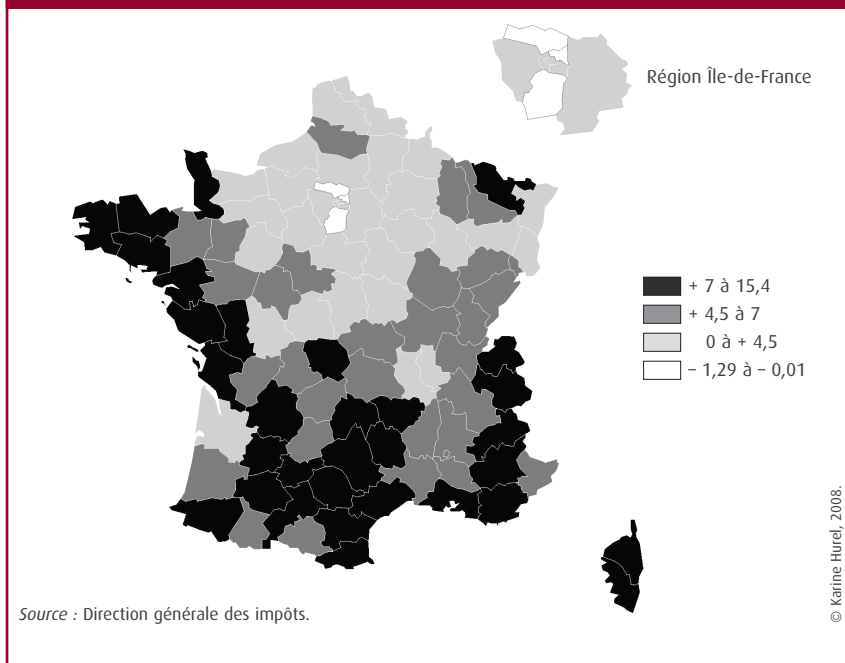 Région Île-de-France
+ 7 à 15,4
+ 4,5 à 7
0 à + 4,5
– 1,29 à – 0,01
Source : Direction générale des impôts.
© Karine Hurel, 2008.